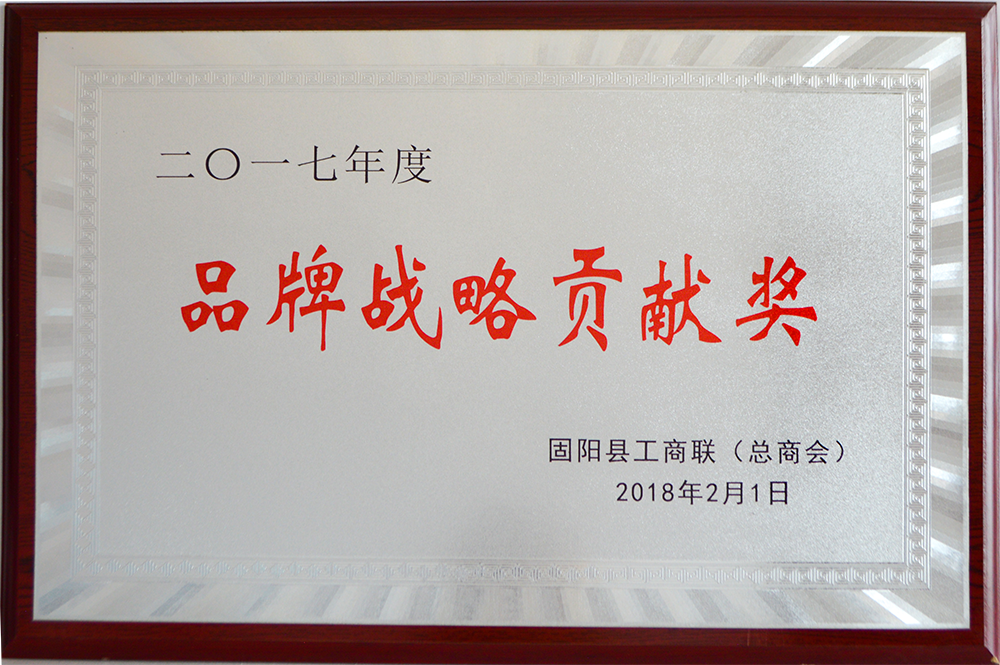 二〇一七年度
品牌战略贡献奖
固阳县工商联（总商会）
2018年2月1日